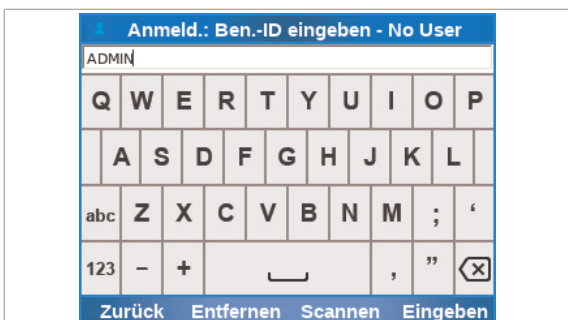 Anmeld.: Ben.-ID eingeben - No User
ADMIN
Q W E R T Y U I O P
A S D F G H J K L
abc Z X C V B N M ; ‘
123 - + , ”
Zurück Entfernen Scannen Eingeben